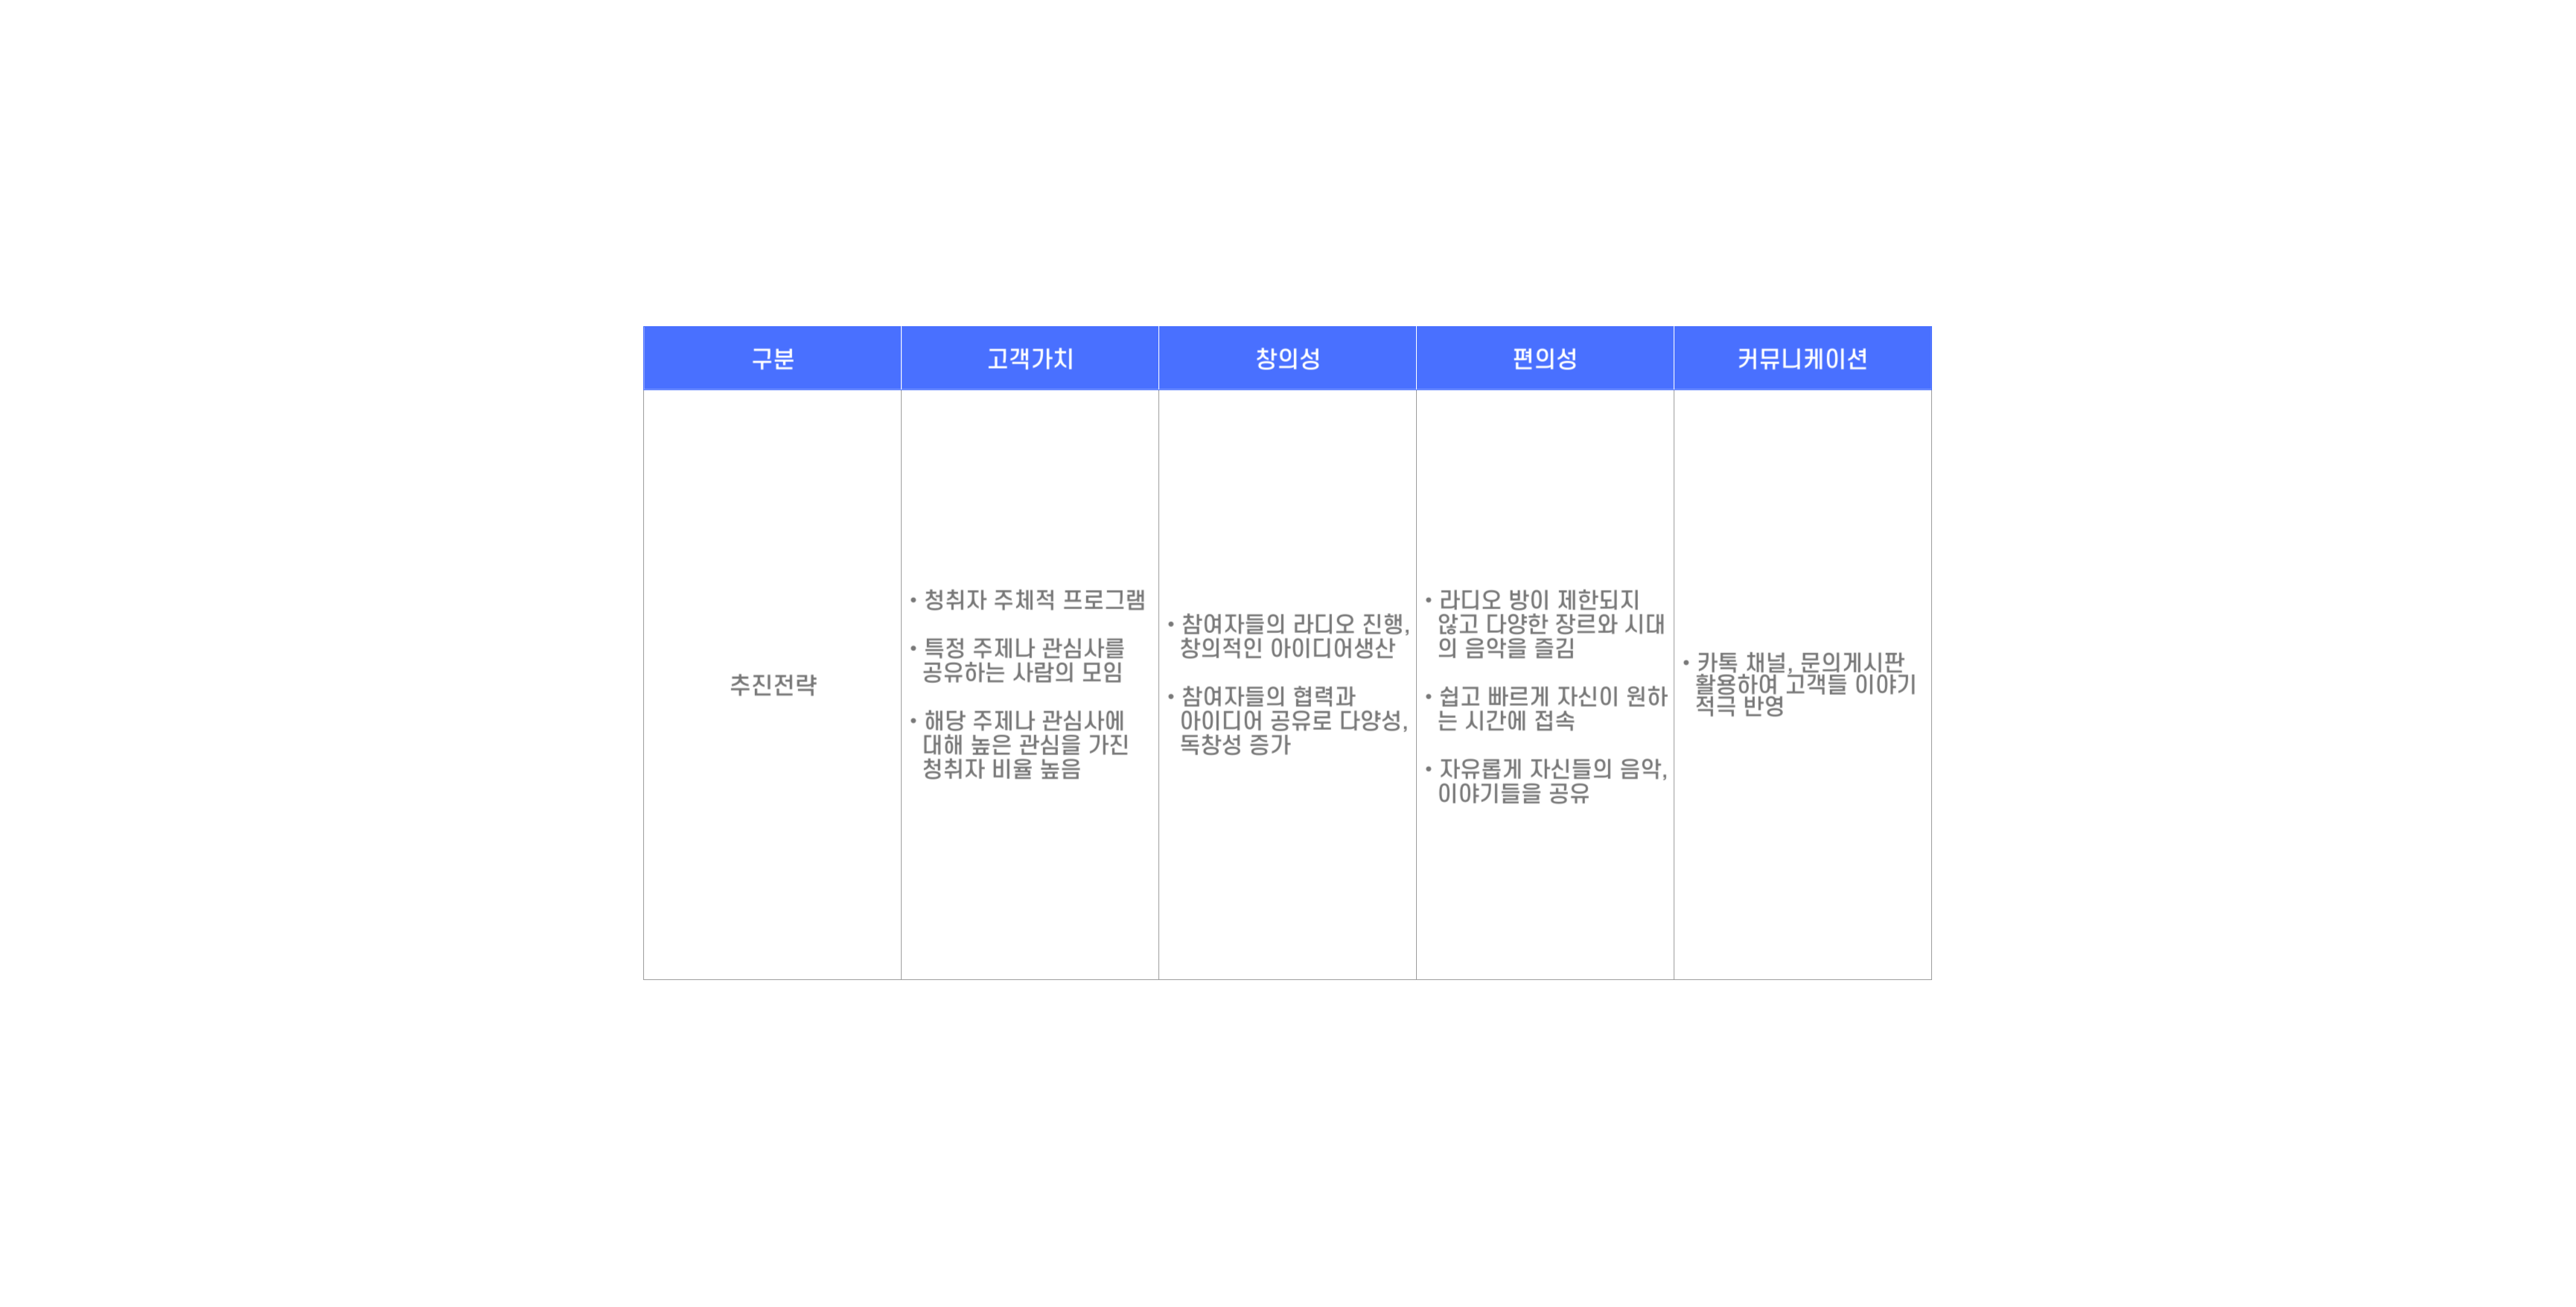 구분
고객가치
창의성
편의성
커뮤니케이션
추진전략
• 청취자 주체적 프로그램
• 특정 주제나 관심사를
공유하는 사람의 모임
• 해당 주제나 관심사에
대해 높은 관심을 가진
청취자 비율 높음
• 참여자들의 라디오 진행,
창의적인 아이디어생산
• 참여자들의 협력과
아이디어 공유로 다양성,
독창성 증가
• 라디오 방이 제한되지
않고 다양한 장르와 시대
의 음악을 즐김
• 쉽고 빠르게 자신이 원하
는 시간에 접속
• 자유롭게 자신들의 음악,
이야기들을 공유
• 카톡 채널, 문의게시판
활용하여 고객들 이야기
적극 반영